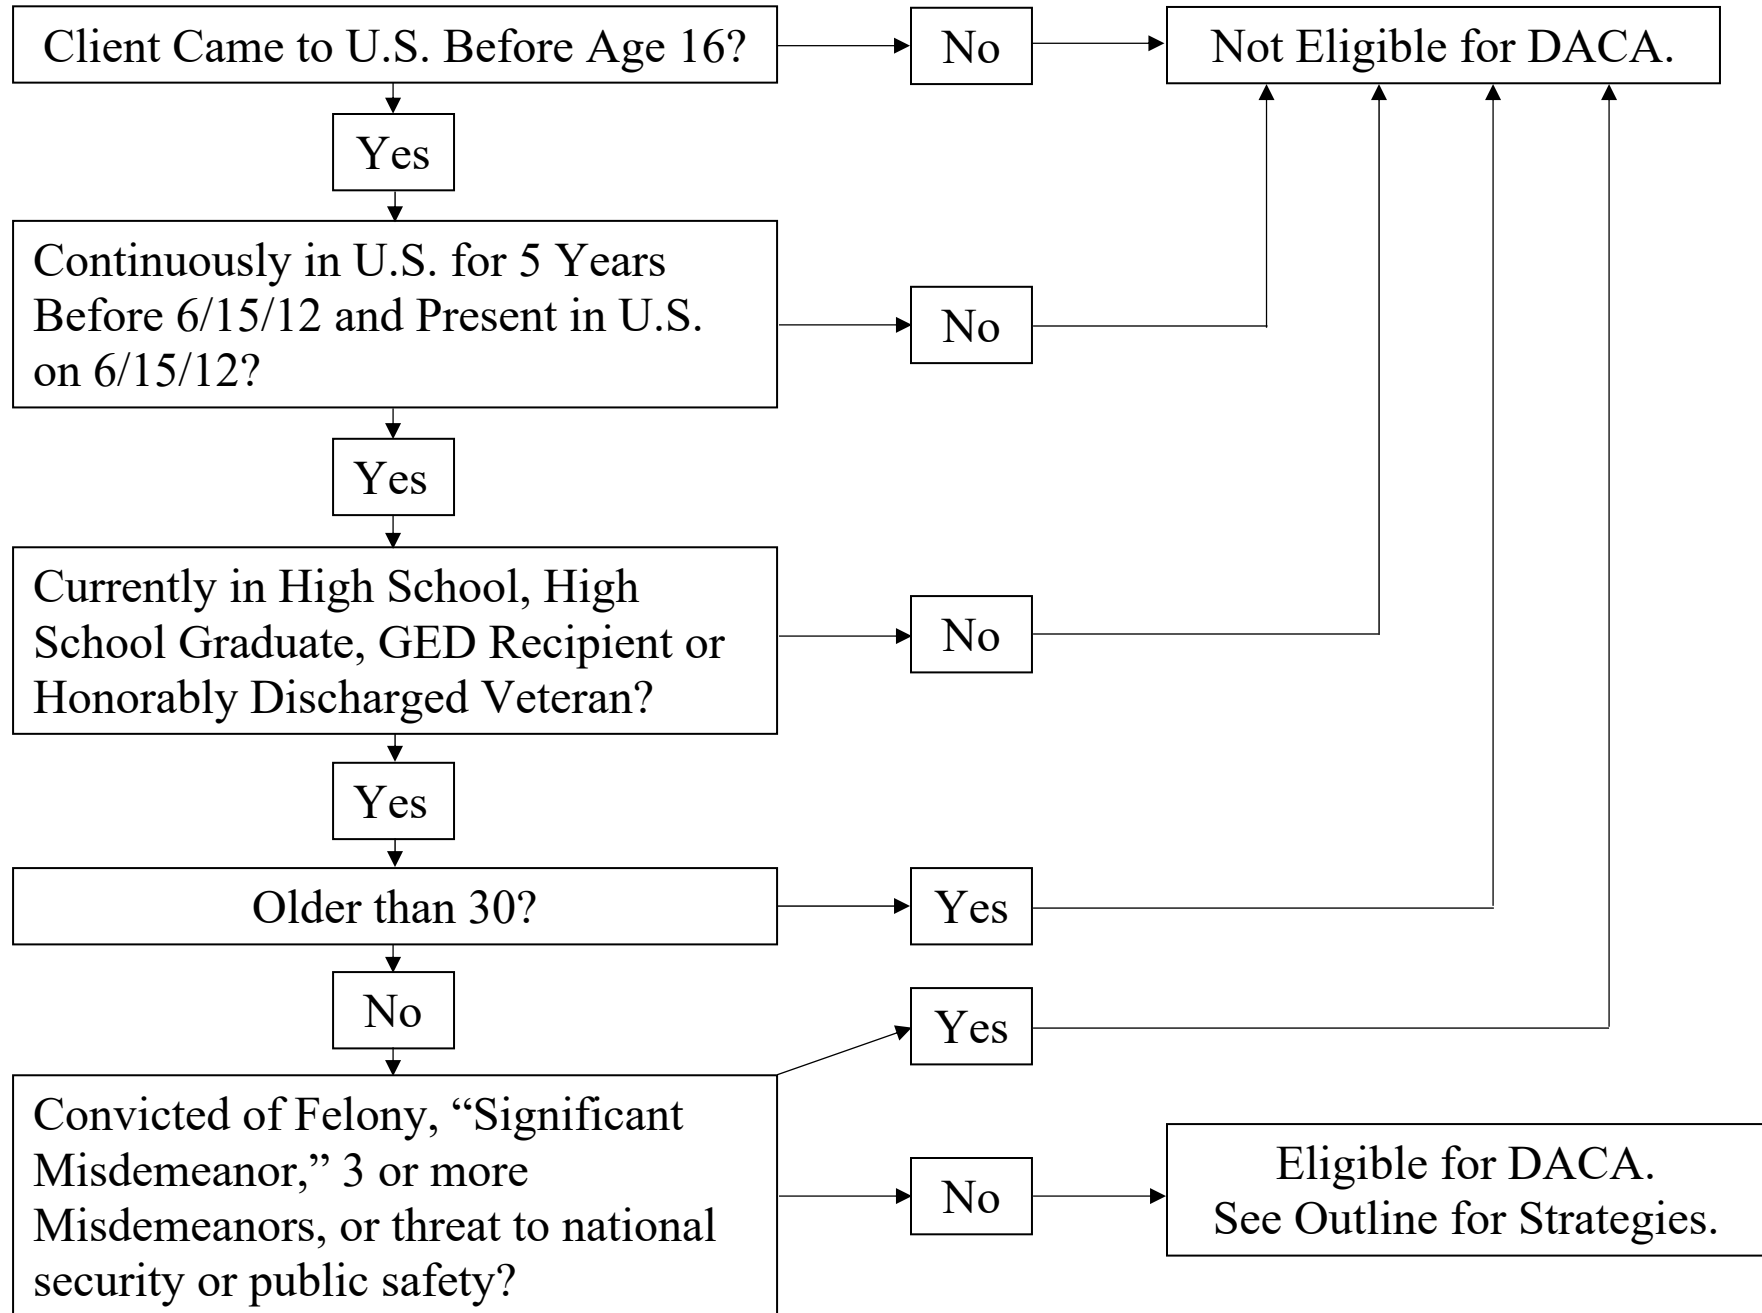 Client Came to U.S. Before Age 16?
No
Not Eligible for DACA.
Yes
Continuously in U.S. for 5 Years
Before 6/15/12 and Present in U.S.
on 6/15/12?
No
Yes
Currently in High School, High
School Graduate, GED Recipient or
Honorably Discharged Veteran?
No
Yes
Older than 30?
Yes
No
Yes
Convicted of Felony, “Significant
Misdemeanor,” 3 or more
Misdemeanors, or threat to national
security or public safety?
No
Eligible for DACA.
See Outline for Strategies.